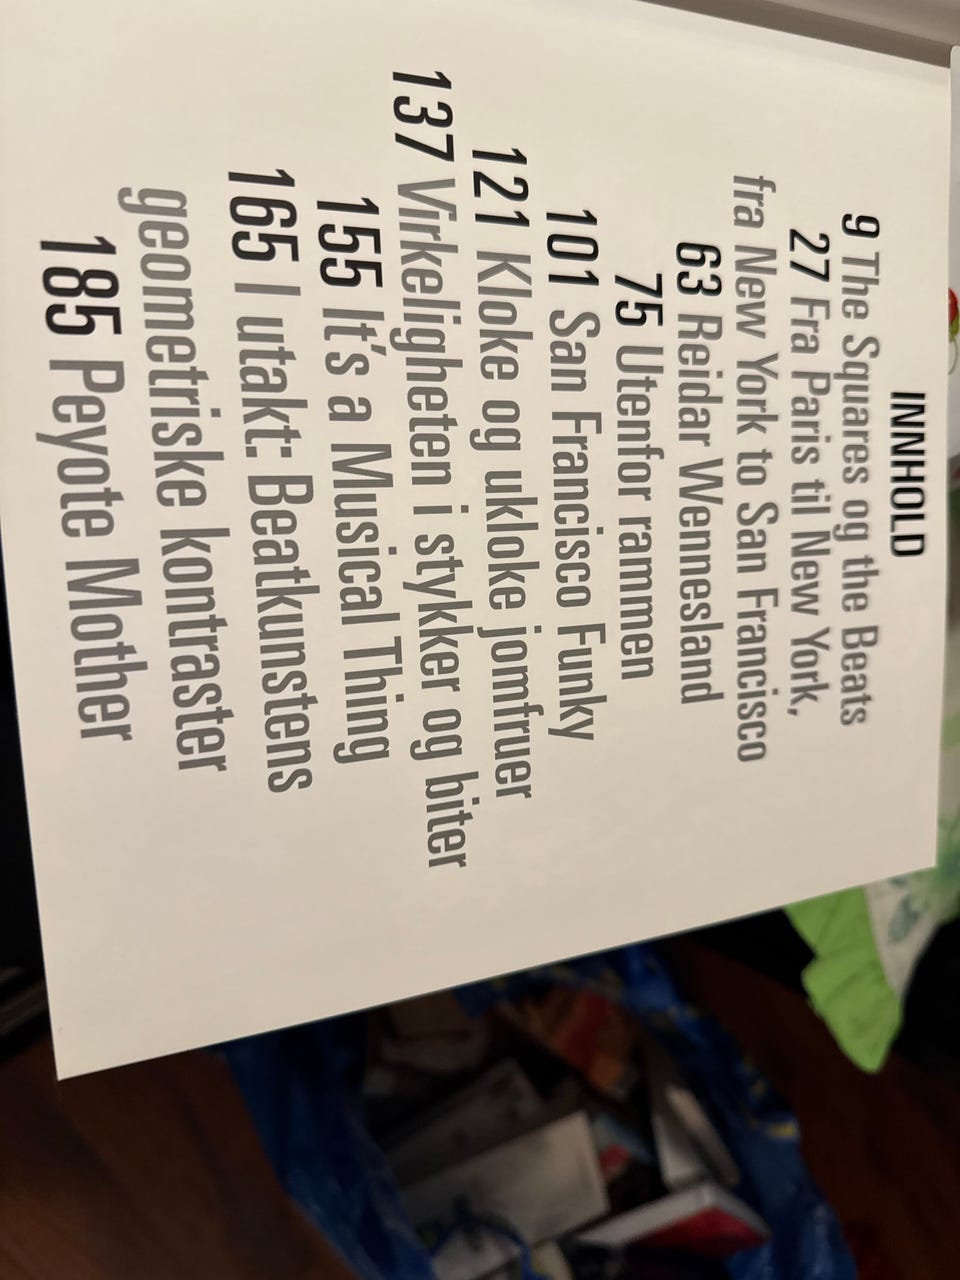 INNHOLD
9 The Squares og the Beats
27 Fra Paris til New York,
fra New York to San Francisco
63 Reidar Wennesland
75 Utenfor rammen
101 San Francisco Funky
121 Kloke og ukloke jomfruer
137 Virkeligheten i stykker og biter
155 It's a Musical Thing
165 I utakt: Beatkunstens
geometriske kontraster
185 Peyote Mother